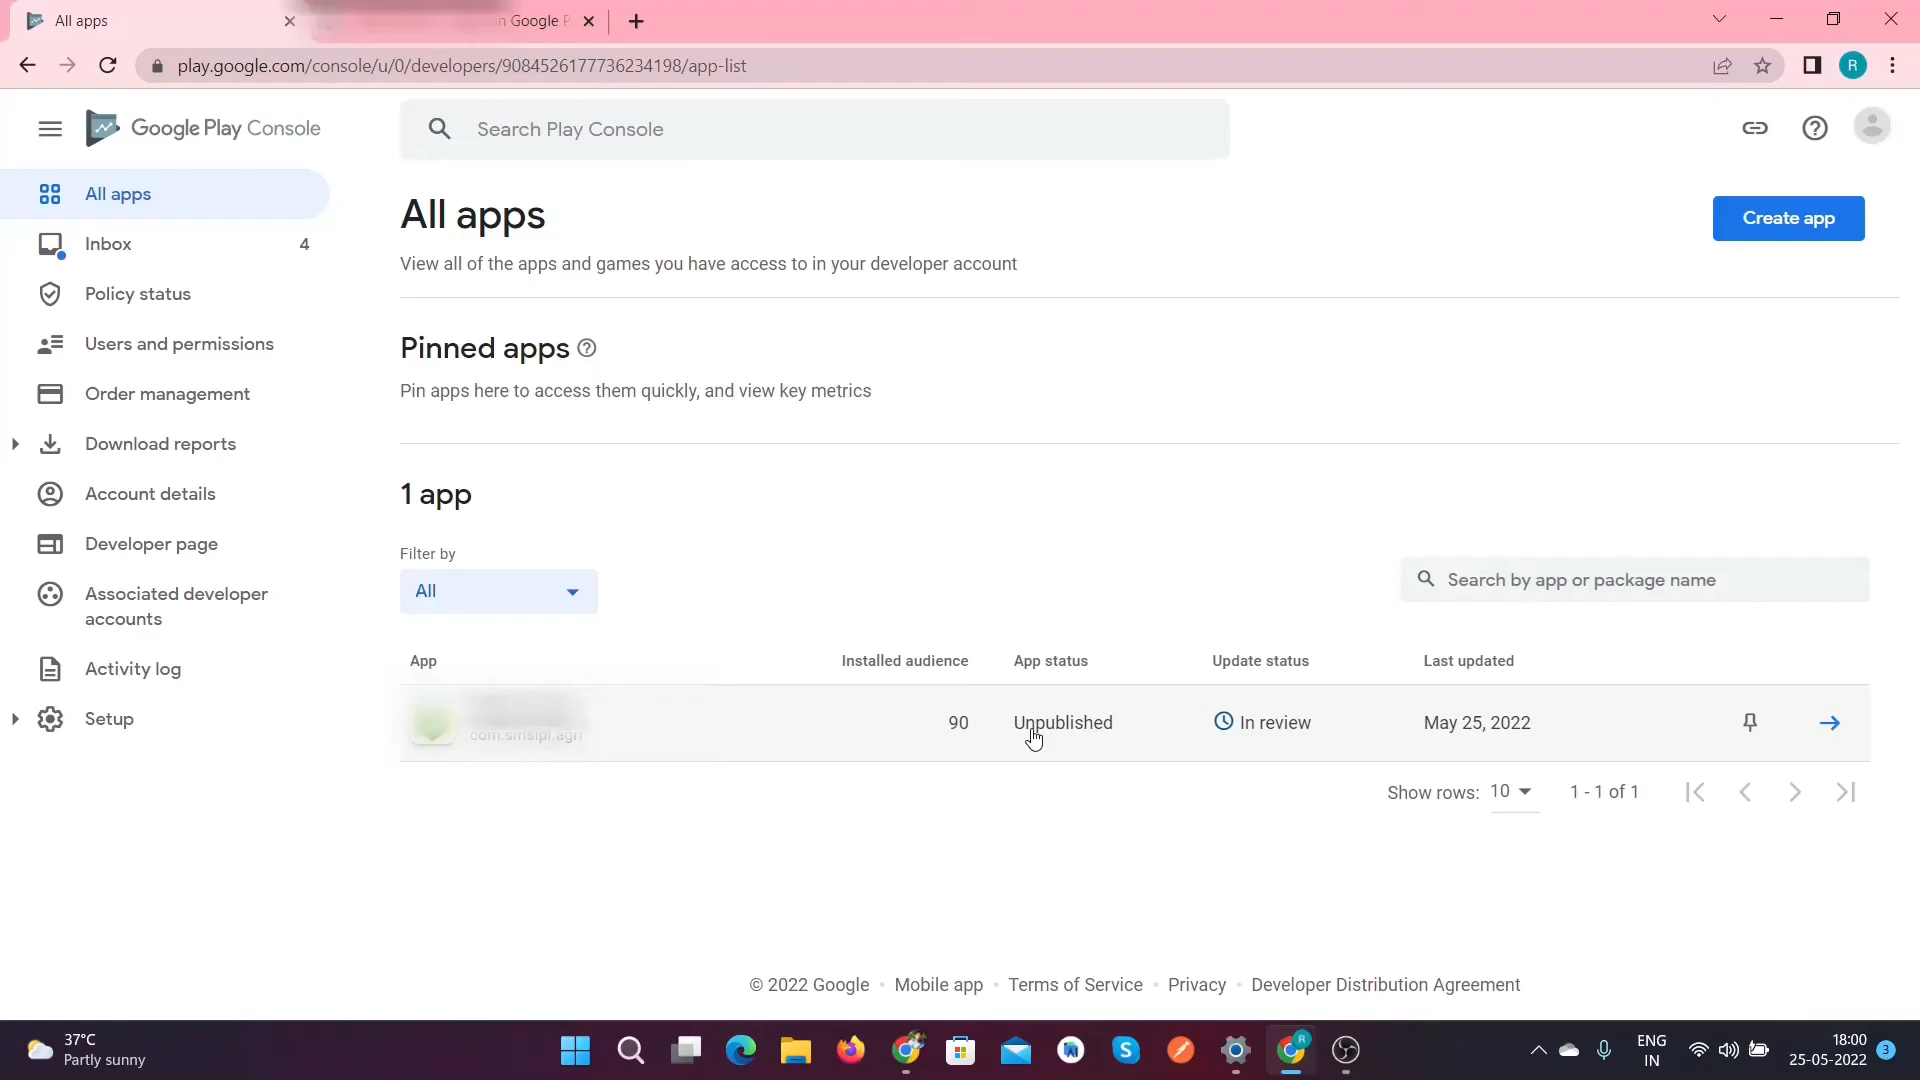 All apps
on Google P
play.google.com/console/u/0/developers/9084526177736234198/app-list
R
Google Play Console
Search Play Console
All apps
Inbox 4
Policy status
Users and permissions
Order management
Download reports
Account details
Developer page
Associated developer
accounts
Activity log
Setup
All apps
Create app
View all of the apps and games you have access to in your developer account
Pinned apps
Pin apps here to access them quickly, and view key metrics
1 app
Filter by
All
Search by app or package name
App Installed audience App status Update status Last updated
90 Unpublished In review May 25, 2022
com.smsipl.agri
Show rows: 10 1 - 1 of 1
© 2022 Google • Mobile app • Terms of Service • Privacy • Developer Distribution Agreement
37°C
Partly sunny
R
ENG
IN
18:00
25-05-2022
3